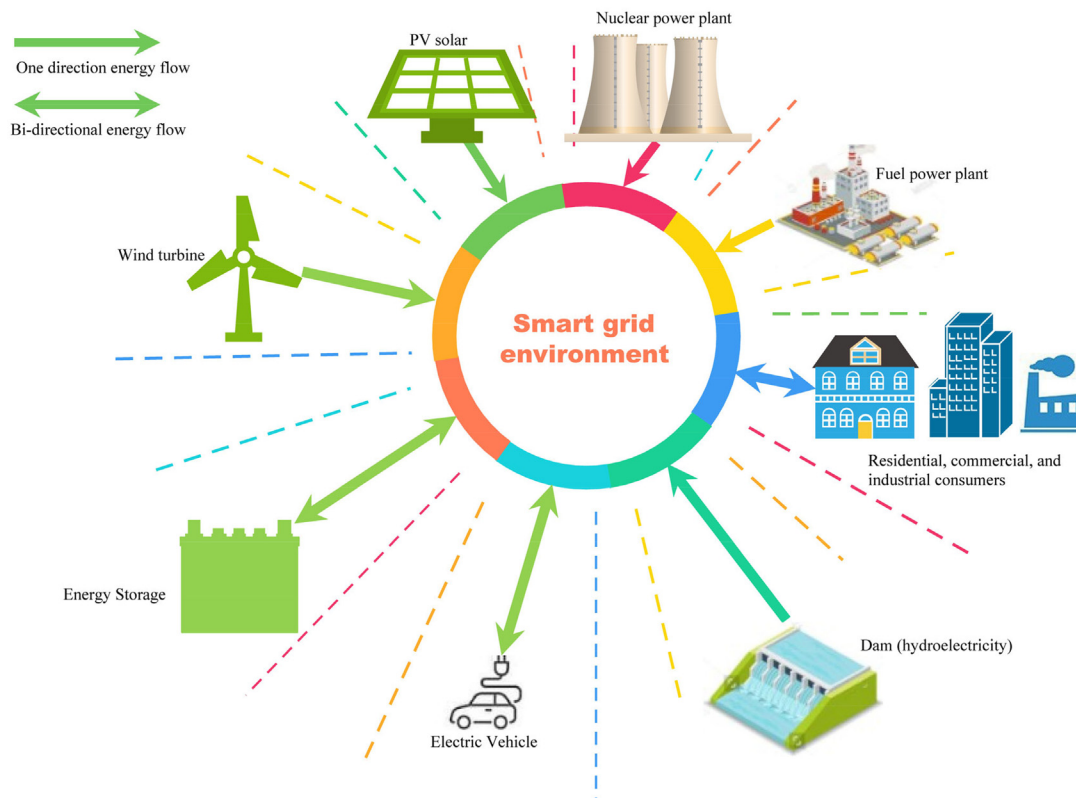 Nuclear power plant
PV solar
One direction energy flow
Bi-directional energy flow
Fuel power plant
Wind turbine
Smart grid
environment
Residential, commercial, and
industrial consumers
Energy Storage
Dam (hydroelectricity)
Electric Vehicle